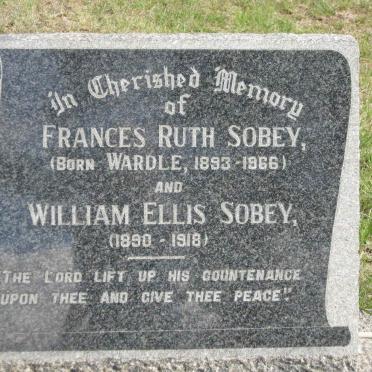 In Cherished Memory
of
FRANCES RUTH SOBEY,
(BORN WARDLE, 1893-1966)
AND
WILLIAM ELLIS SOBEY,
(1890 - 1918)
"THE LORD LIFT UP HIS COUNTENANCE
UPON THEE AND GIVE THEE PEACE".